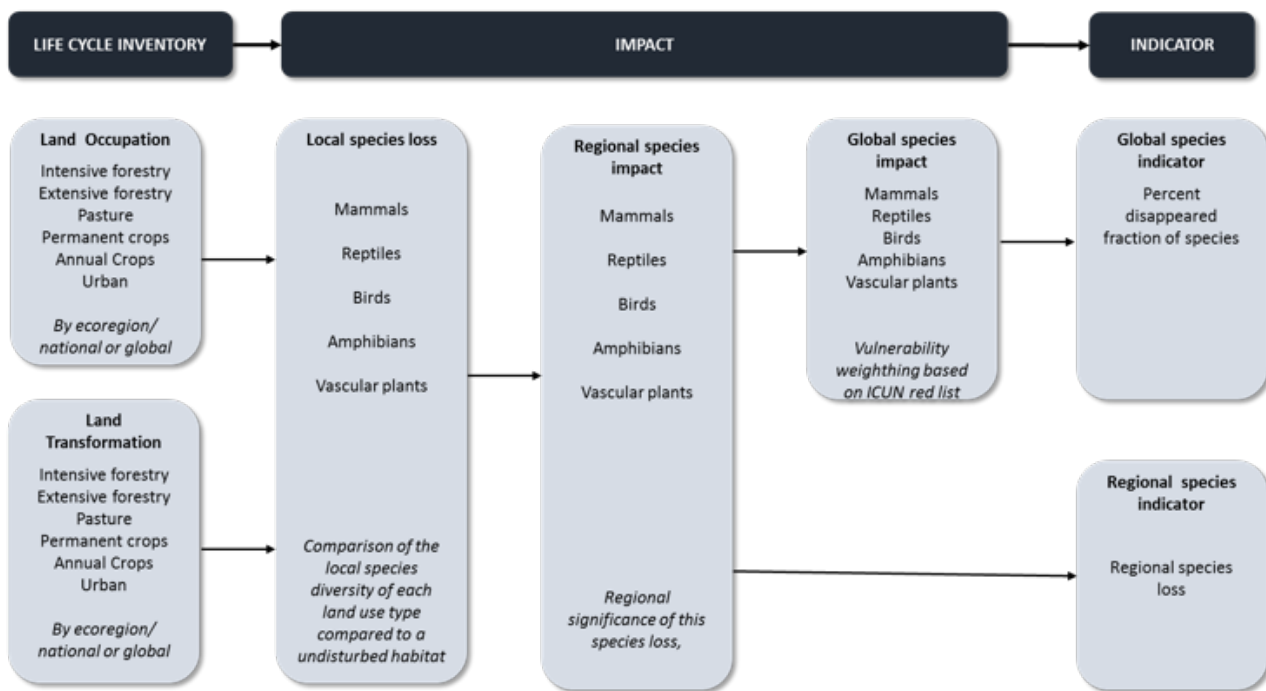 LIFE CYCLE INVENTORY
IMPACT
INDICATOR
Land Occupation
Intensive forestry
Extensive forestry
Pasture
Permanent crops
Annual Crops
Urban
By ecoregion/
national or global
Land
Transformation
Intensive forestry
Extensive forestry
Pasture
Permanent crops
Annual Crops
Urban
By ecoregion/
national or global
Local species loss
Mammals
Reptiles
Birds
Amphibians
Vascular plants
Comparison of the
local species
diversity of each
land use type
compared to a
undisturbed habitat
Regional species
impact
Mammals
Reptiles
Birds
Amphibians
Vascular plants
Regional
significance of this
species loss,
Global species
impact
Mammals
Reptiles
Birds
Amphibians
Vascular plants
Vulnerability
weighthing based
on ICUN red list
Global species
indicator
Percent
disappeared
fraction of species
Regional species
indicator
Regional species
loss